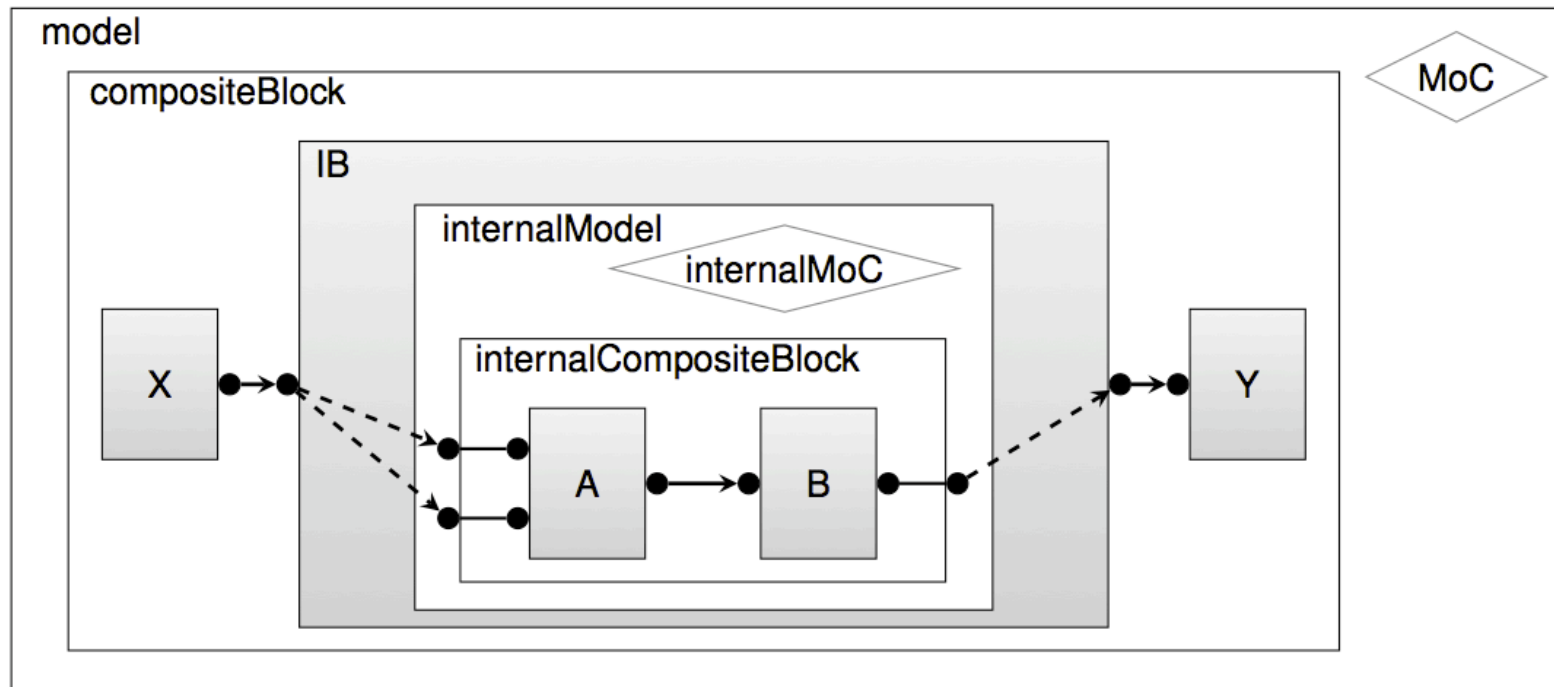 model
MoC
compositeBlock
IB
internalModel
internalMoC
internalCompositeBlock
X
A
B
Y